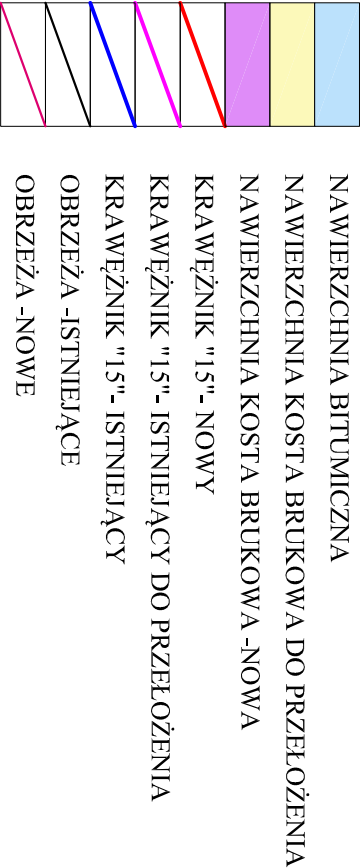 NAWIERZCHNIA BITUMICZNA
NAWIERZCHNIA KOSTA BRUKOWA DO PRZEŁOŻENIA
NAWIERZCHNIA KOSTA BRUKOWA -NOWA
KRAWĘŻNIK "15"- NOWY
KRAWĘŻNIK "15"- ISTNIEJĄCY DO PRZEŁOŻENIA
KRAWĘŻNIK "15"- ISTNIEJĄCY
OBRZEŻA -ISTNIEJĄCE
OBRZEŻA -NOWE